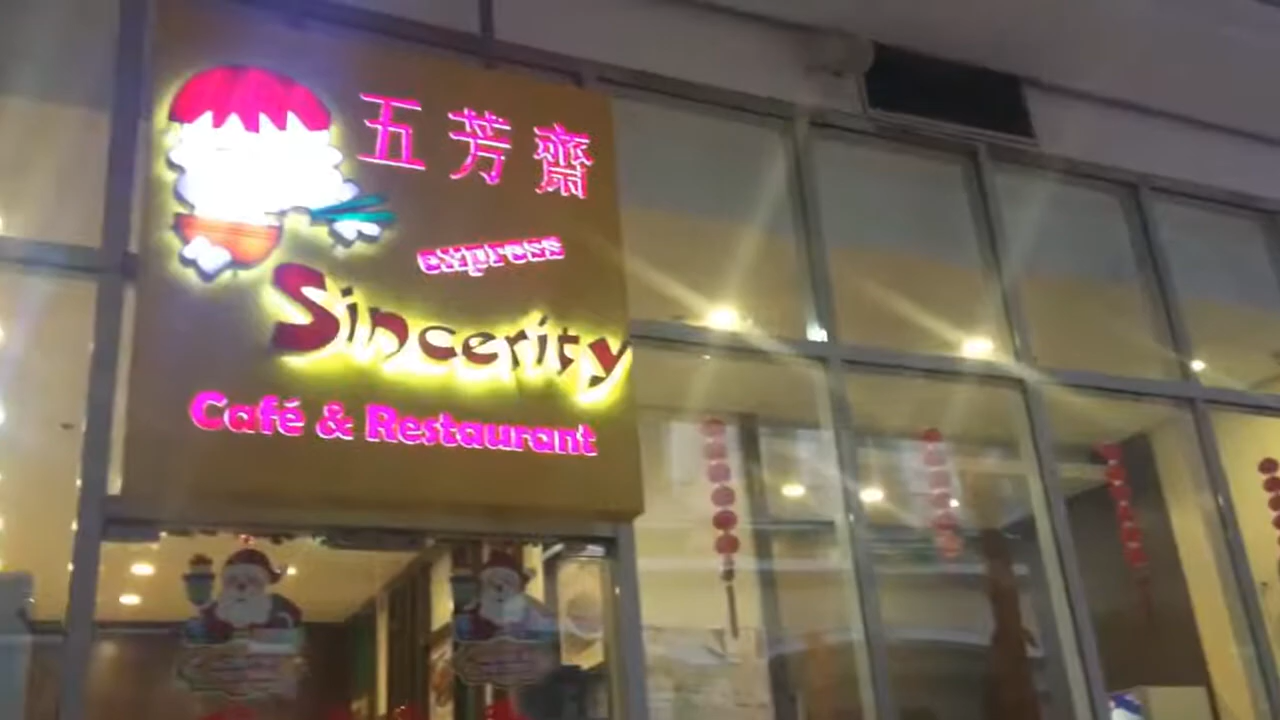 五芳齋
express
Sincerity
Café & Restaurant